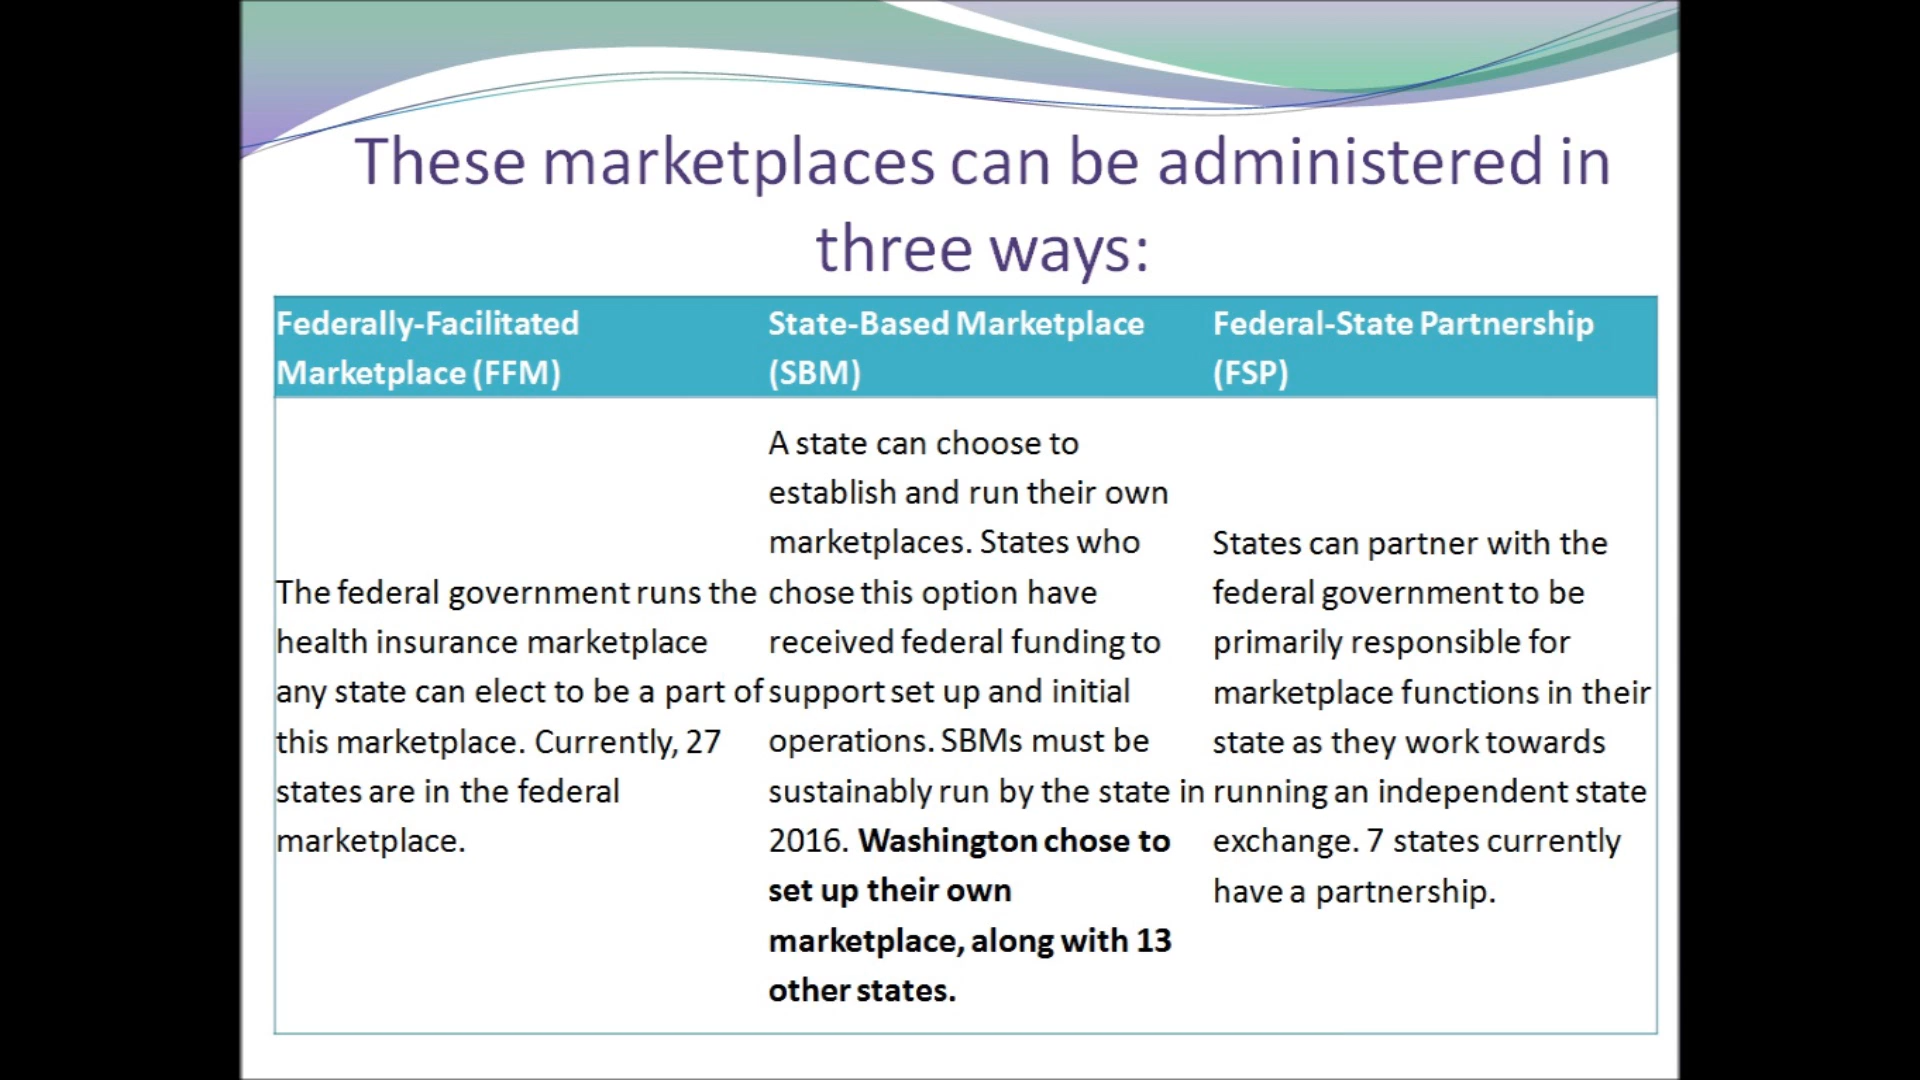 These marketplaces can be administered in
three ways:
Federally-Facilitated
Marketplace (FFM)
State-Based Marketplace
(SBM)
Federal-State Partnership
(FSP)
The federal government runs the
health insurance marketplace
any state can elect to be a part of
this marketplace. Currently, 27
states are in the federal
marketplace.
A state can choose to
establish and run their own
marketplaces. States who
chose this option have
received federal funding to
support set up and initial
operations. SBMs must be
sustainably run by the state in
2016. Washington chose to
set up their own
marketplace, along with 13
other states.
States can partner with the
federal government to be
primarily responsible for
marketplace functions in their
state as they work towards
running an independent state
exchange. 7 states currently
have a partnership.